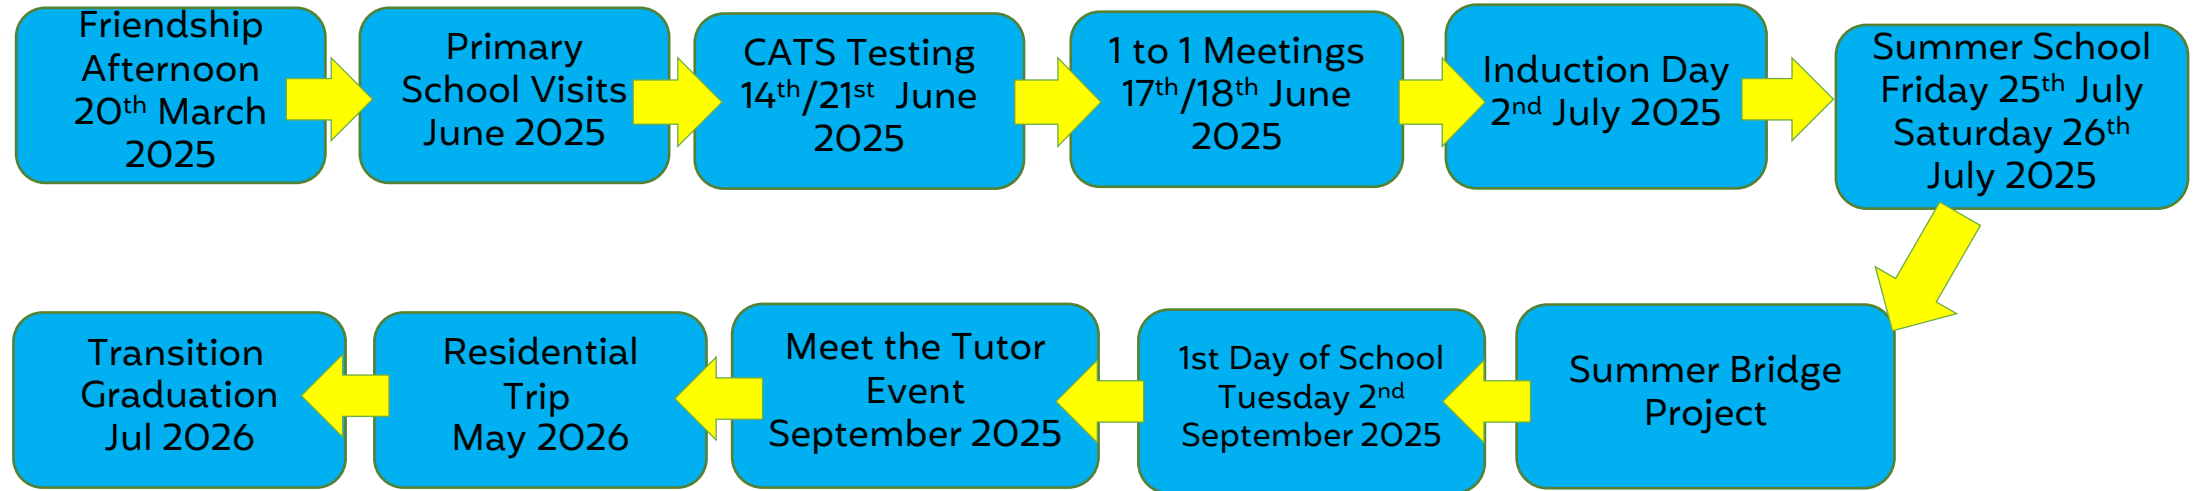 Friendship
Afternoon
20th March
2025
Primary
School Visits
June 2025
CATS Testing
14th/21st June
2025
1 to 1 Meetings
17th/18th June
2025
Induction Day
2nd July 2025
Summer School
Friday 25th July
Saturday 26th
July 2025
Summer Bridge
Project
1st Day of School
Tuesday 2nd
September 2025
Meet the Tutor
Event
September 2025
Residential
Trip
May 2026
Transition
Graduation
Jul 2026